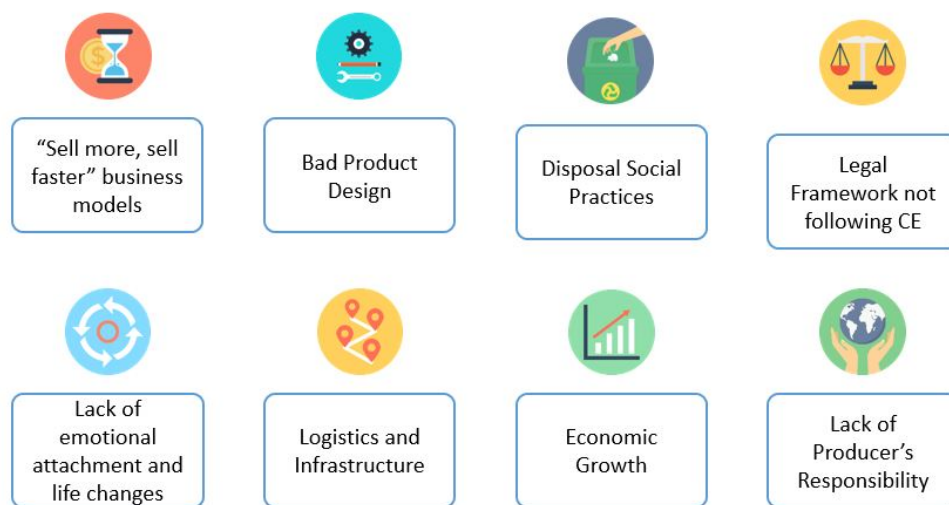 “Sell more, sell
faster” business
models
Bad Product
Design
Disposal Social
Practices
Legal
Framework not
following CE
Lack of
emotional
attachment and
life changes
Logistics and
Infrastructure
Economic
Growth
Lack of
Producer’s
Responsibility